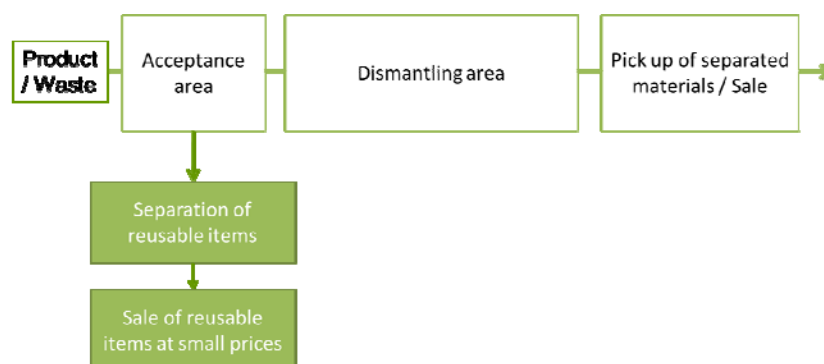 Product
/ Waste
Acceptance
area
Dismantling area
Pick up of separated
materials / Sale
Separation of
reusable items
Sale of reusable
items at small prices